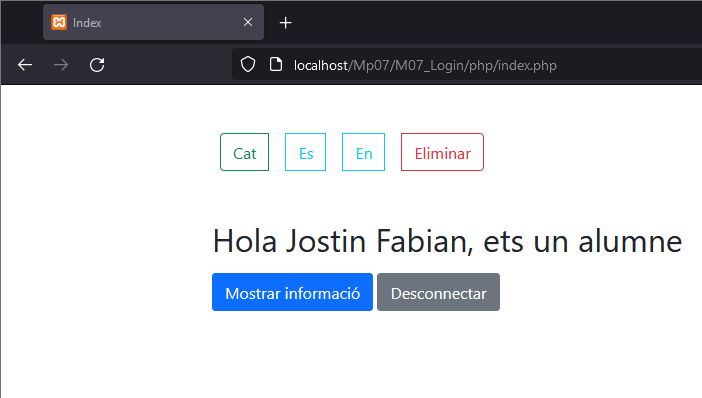 Index
localhost/Mp07/M07_Login/php/index.php
Cat Es En Eliminar
Hola Jostin Fabian, ets un alumne
Mostrar informació Desconnectar